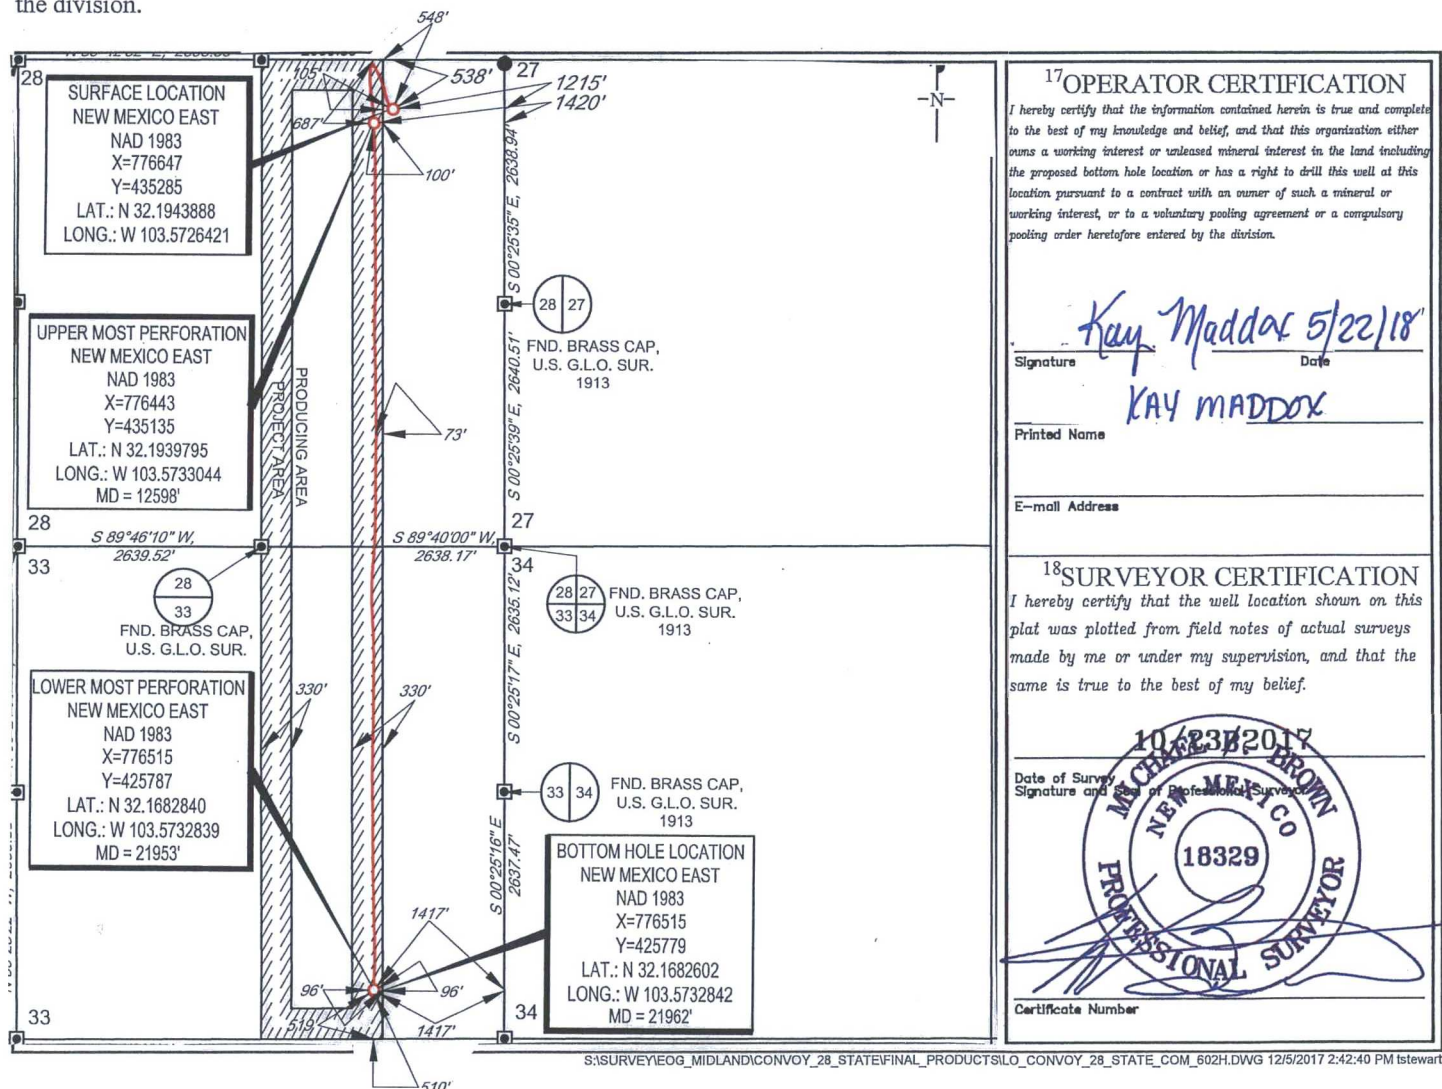 the division.
548'
105'
538'
1215'
1420'
687'
100'
28
27
SURFACE LOCATION
NEW MEXICO EAST
NAD 1983
X=776647
Y=435285
LAT.: N 32.1943888
LONG.: W 103.5726421
-N-
S 00°25'35" E, 2638.94'
28 27
FND. BRASS CAP,
U.S. G.L.O. SUR.
1913
UPPER MOST PERFORATION
NEW MEXICO EAST
NAD 1983
X=776443
Y=435135
LAT.: N 32.1939795
LONG.: W 103.5733044
MD = 12598'
PRODUCING AREA
PROJECT AREA
73'
S 00°25'39" E, 2640.51'
28
27
S 89°46'10" W,
2639.52'
S 89°40'00" W,
2638.17'
33
34
28
33
FND. BRASS CAP,
U.S. G.L.O. SUR.
28 27
33 34
FND. BRASS CAP,
U.S. G.L.O. SUR.
1913
S 00°25'17" E, 2635.12'
LOWER MOST PERFORATION
NEW MEXICO EAST
NAD 1983
X=776515
Y=425787
LAT.: N 32.1682840
LONG.: W 103.5732839
MD = 21953'
330'
330'
33 34
FND. BRASS CAP,
U.S. G.L.O. SUR.
1913
S 00°25'16" E
2637.47'
BOTTOM HOLE LOCATION
NEW MEXICO EAST
NAD 1983
X=776515
Y=425779
LAT.: N 32.1682602
LONG.: W 103.5732842
MD = 21962'
1417'
96'
96'
519'
1417'
510'
33
34
17OPERATOR CERTIFICATION
I hereby certify that the information contained herein is true and complete
to the best of my knowledge and belief, and that this organization either
owns a working interest or unleased mineral interest in the land including
the proposed bottom hole location or has a right to drill this well at this
location pursuant to a contract with an owner of such a mineral or
working interest, or to a voluntary pooling agreement or a compulsory
pooling order heretofore entered by the division.
Kay Maddox 5/22/18
Signature Date
KAY MADDOX
Printed Name
E-mail Address
18SURVEYOR CERTIFICATION
I hereby certify that the well location shown on this
plat was plotted from field notes of actual surveys
made by me or under my supervision, and that the
same is true to the best of my belief.
10/23/2017
Date of Survey
Signature and Seal of Professional Surveyor
MICHAEL B. BROWN
NEW MEXICO
18329
PROFESSIONAL SURVEYOR
Certificate Number
S:\SURVEY\EOG_MIDLAND\CONVOY_28_STATE\FINAL_PRODUCTS\LO_CONVOY_28_STATE_COM_602H.DWG 12/5/2017 2:42:40 PM tstewart